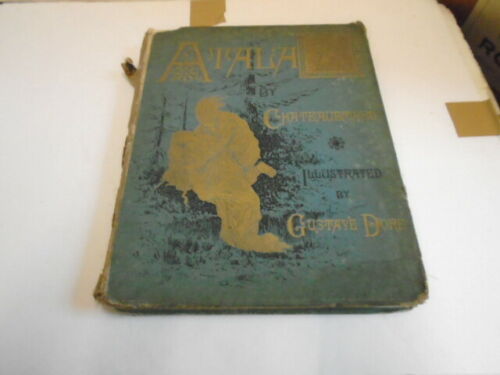 ATALA
BY
CHATEAUBRIAND
ILLUSTRATED
BY
GUSTAVE DORE